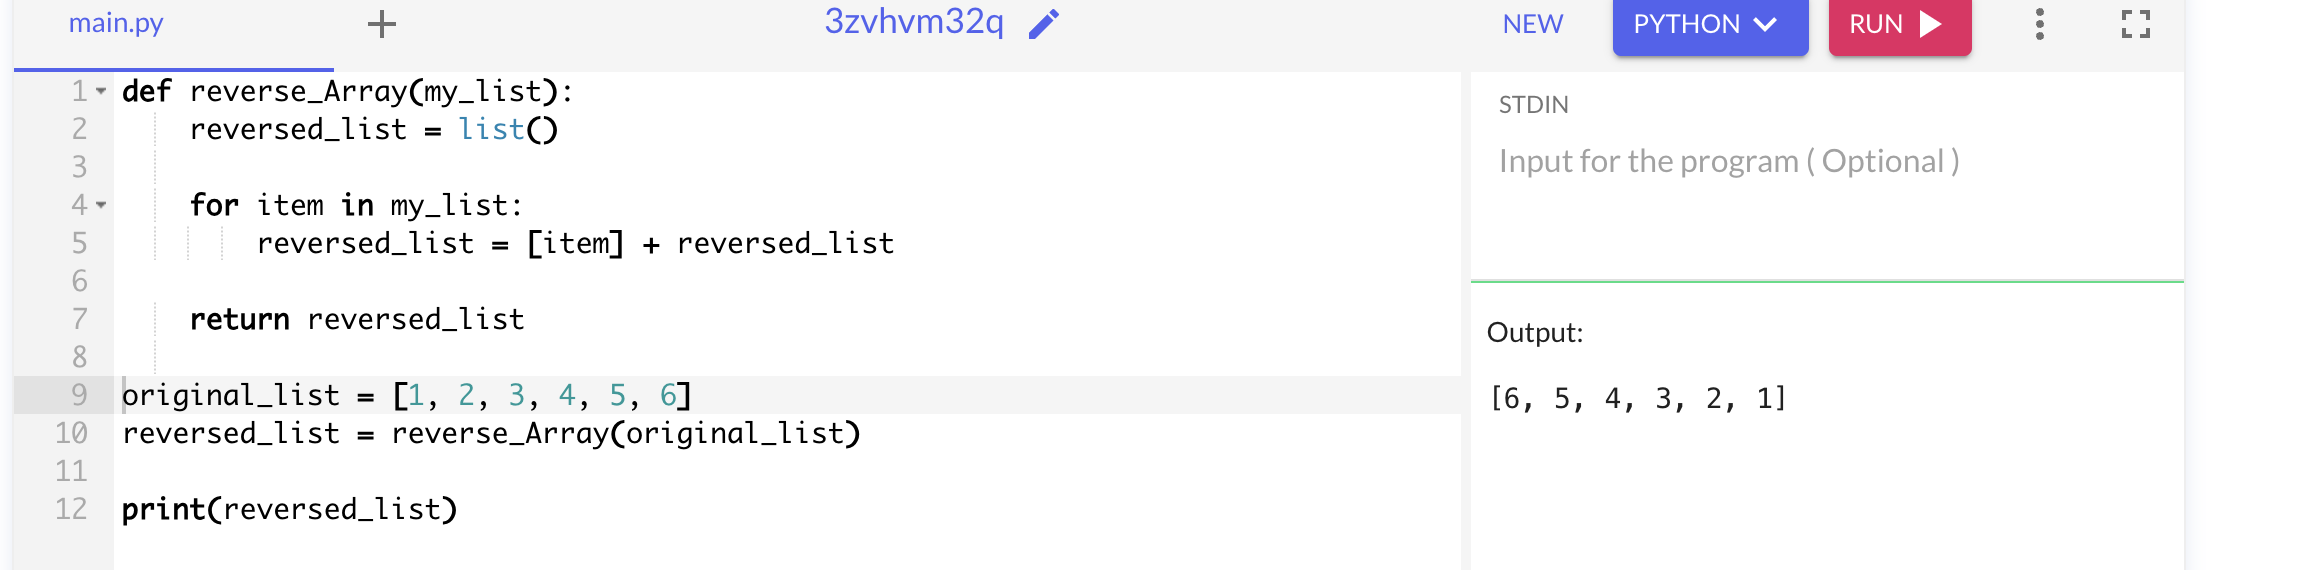 main.py + 3zvhvm32q NEW PYTHON RUN
1 def reverse_Array(my_list):
2     reversed_list = list()
3
4     for item in my_list:
5         reversed_list = [item] + reversed_list
6
7     return reversed_list
8
9 original_list = [1, 2, 3, 4, 5, 6]
10 reversed_list = reverse_Array(original_list)
11
12 print(reversed_list)
STDIN
Input for the program ( Optional )
Output:
[6, 5, 4, 3, 2, 1]